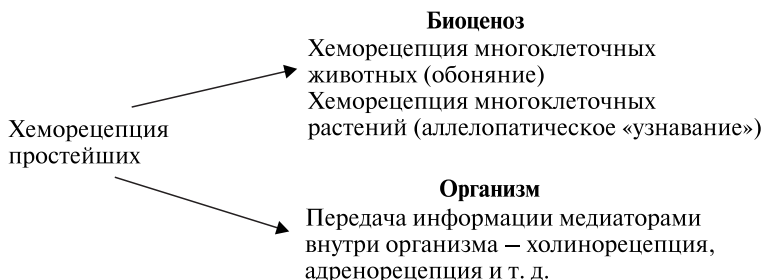 Биоценоз
Хеморецепция многоклеточных
животных (обоняние)
Хеморецепция многоклеточных
растений (аллелопатическое «узнавание»)
Хеморецепция
простейших
Организм
Передача информации медиаторами
внутри организма – холинорецепция,
адренорецепция и т. д.